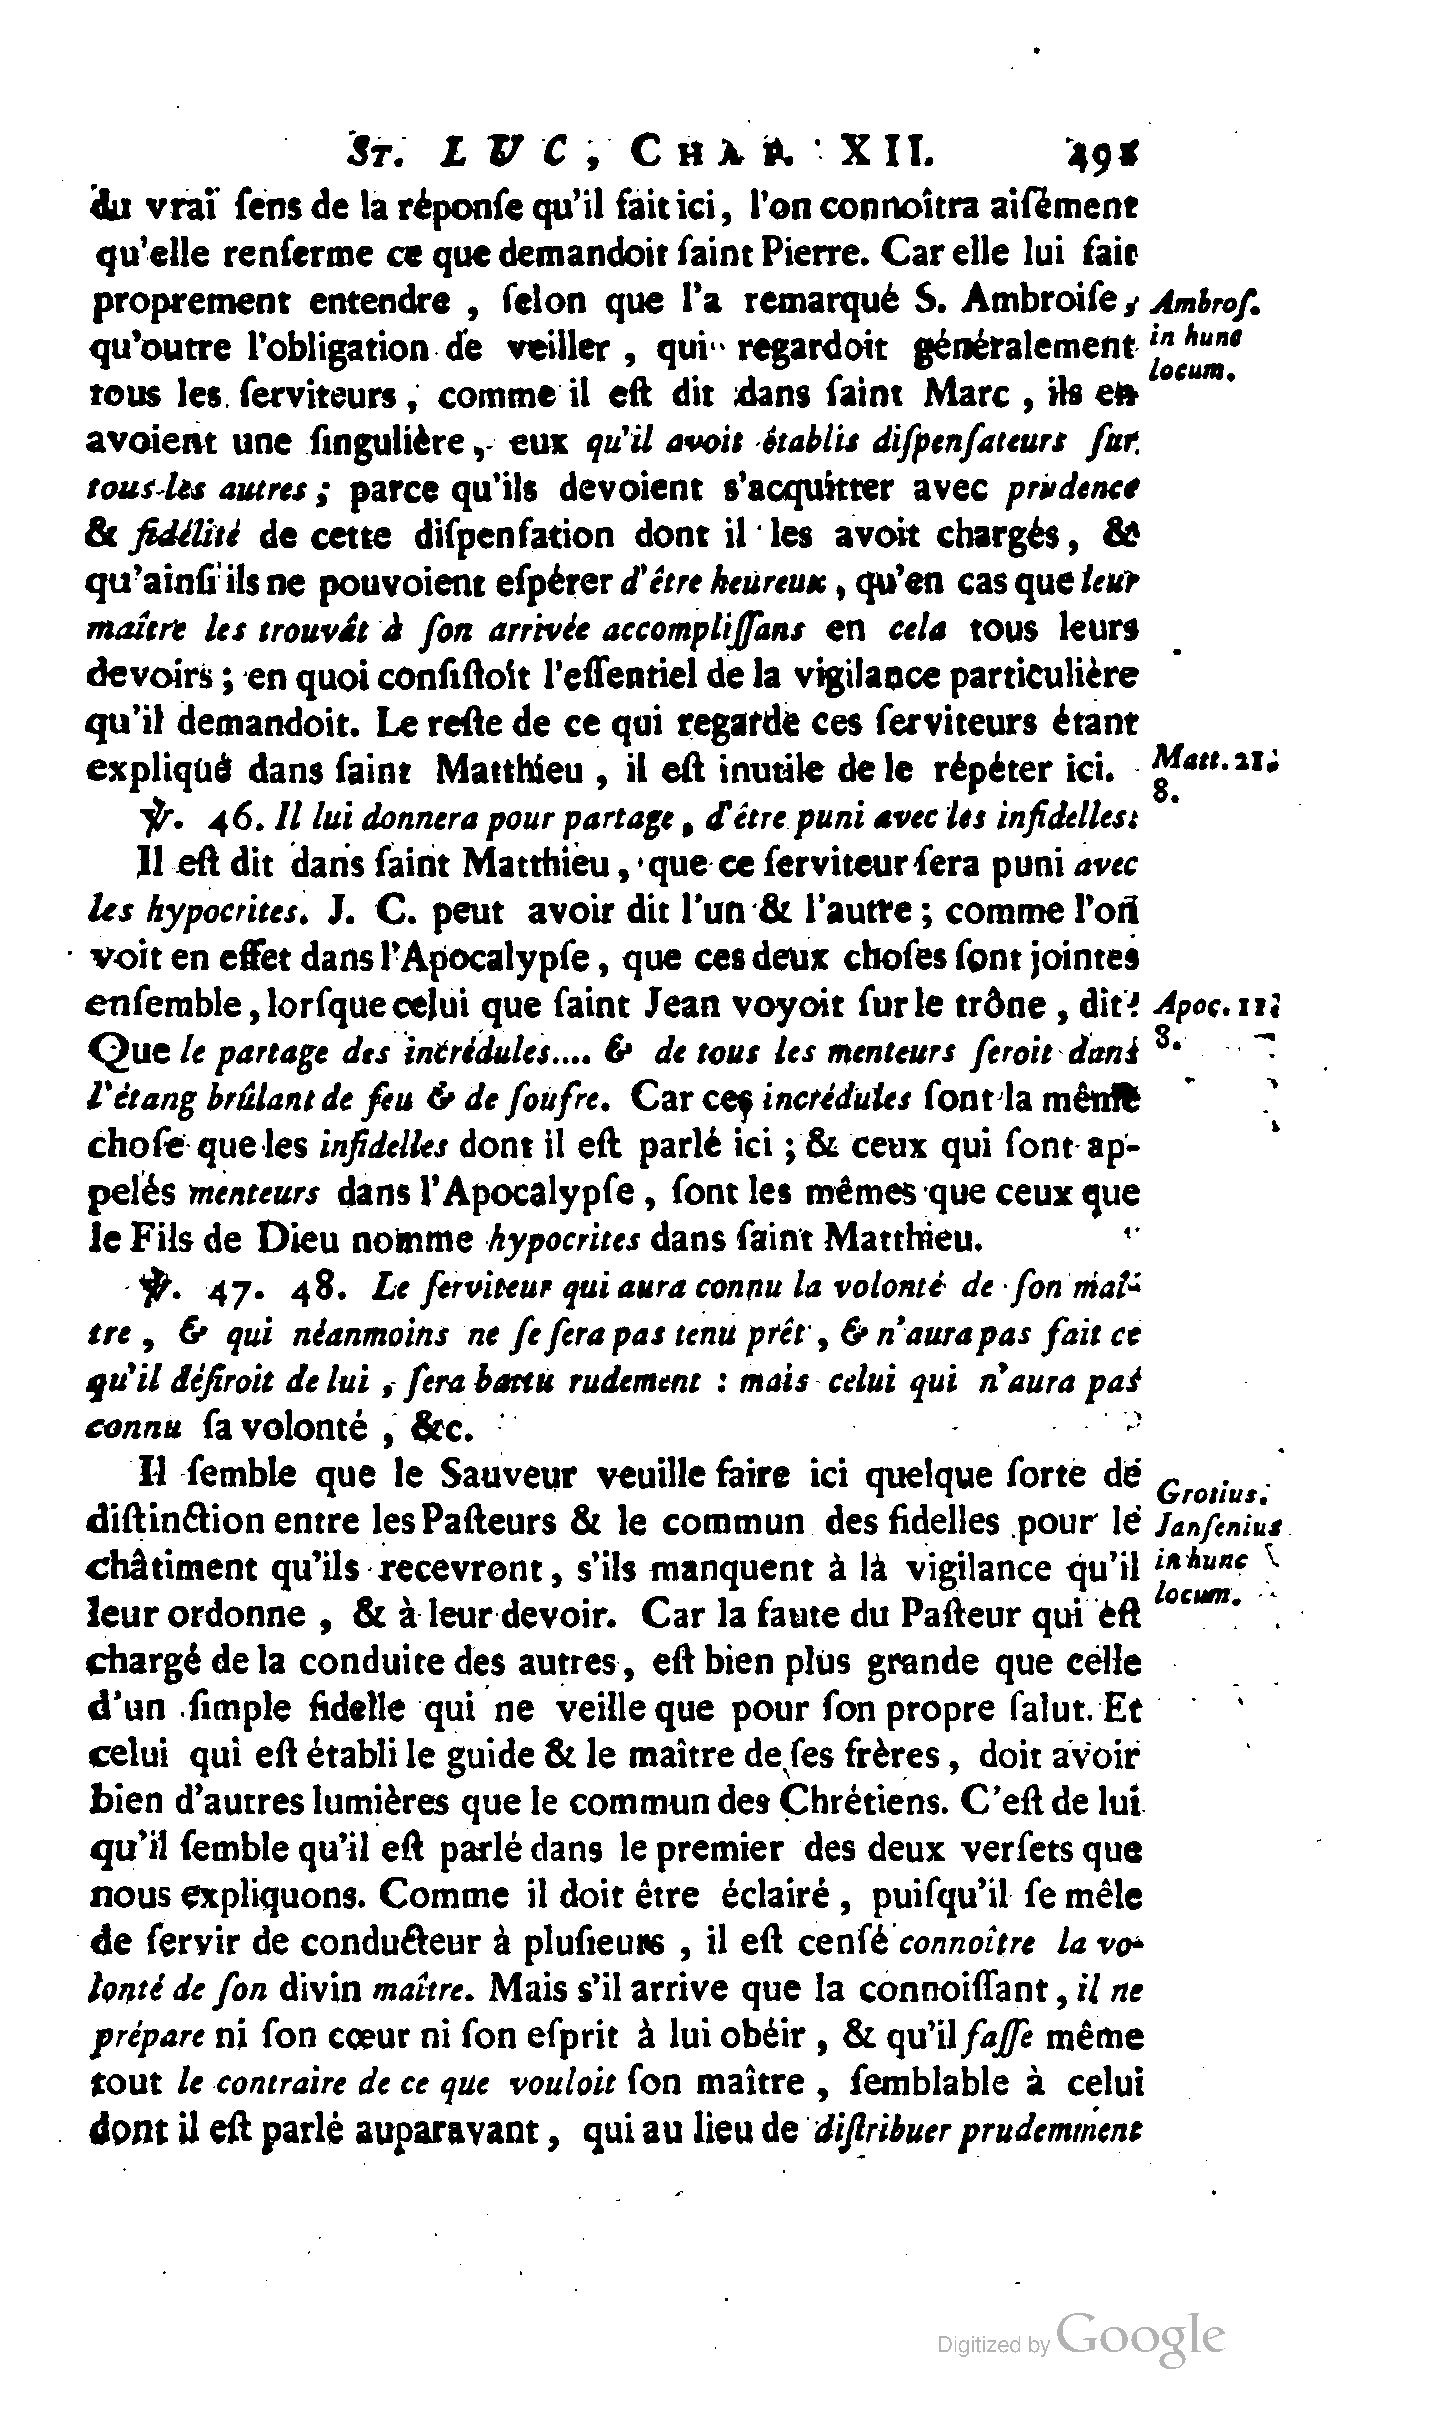 ST. LUC, CHAP. XII. 491
du vrai ſens de la réponſe qu'il fait ici, l'on connoîtra aiſément
qu'elle renferme ce que demandoit ſaint Pierre. Car elle lui fait
proprement entendre, ſelon que l'a remarqué S. Ambroiſe,
Ambroſ.
in hunc
locum.
qu'outre l'obligation de veiller, qui regardoit généralement
tous les ſerviteurs, comme il eſt dit dans ſaint Marc, ils en
avoient une ſingulière, eux qu'il avoit établis diſpenſateurs ſur
tous les autres; parce qu'ils devoient s'acquitter avec prudence
& fidélité de cette diſpenſation dont il les avoit chargés, &
qu'ainſi ils ne pouvoient eſpérer d'être heureux, qu'en cas que leur
maître les trouvât à ſon arrivée accompliſſans en cela tous leurs
devoirs; en quoi conſiſtoit l'eſſentiel de la vigilance particulière
qu'il demandoit. Le reſte de ce qui regarde ces ſerviteurs étant
expliqué dans ſaint Matthieu, il eſt inutile de le répéter ici.
Matt. 21.
8.
℣. 46. Il lui donnera pour partage, d'être puni avec les infidelles:
Il eſt dit dans ſaint Matthieu, que ce ſerviteur ſera puni avec
les hypocrites. J. C. peut avoir dit l'un & l'autre; comme l'on
voit en effet dans l'Apocalypſe, que ces deux choſes ſont jointes
enſemble, lorſque celui que ſaint Jean voyoit ſur le trône, dit:
Apoc. 11:
8.
Que le partage des incrédules.... & de tous les menteurs ſeroit dans
l'étang brûlant de feu & de ſoufre. Car ces incrédules ſont la même
choſe que les infidelles dont il eſt parlé ici; & ceux qui ſont ap-
pelés menteurs dans l'Apocalypſe, ſont les mêmes que ceux que
le Fils de Dieu nomme hypocrites dans ſaint Matthieu.
℣. 47. 48. Le ſerviteur qui aura connu la volonté de ſon maî-
tre, & qui néanmoins ne ſe ſera pas tenu prêt, & n'aura pas fait ce
qu'il déſiroit de lui, ſera battu rudement : mais celui qui n'aura pas
connu ſa volonté, &c.
Il ſemble que le Sauveur veuille faire ici quelque ſorte de
diſtinction entre les Paſteurs & le commun des fidelles pour le
châtiment qu'ils recevront, s'ils manquent à la vigilance qu'il
leur ordonne, & à leur devoir. Car la faute du Paſteur qui eſt
Grotius.
Janſenius
in hunc
locum.
chargé de la conduite des autres, eſt bien plus grande que celle
d'un ſimple fidelle qui ne veille que pour ſon propre ſalut. Et
celui qui eſt établi le guide & le maître de ſes frères, doit avoir
bien d'autres lumières que le commun des Chrétiens. C'eſt de lui
qu'il ſemble qu'il eſt parlé dans le premier des deux verſets que
nous expliquons. Comme il doit être éclairé, puiſqu'il ſe mêle
de ſervir de conducteur à pluſieurs, il eſt cenſé connoître la vo-
lonté de ſon divin maître. Mais s'il arrive que la connoiſſant, il ne
prépare ni ſon cœur ni ſon eſprit à lui obéir, & qu'il faſſe même
tout le contraire de ce que vouloit ſon maître, ſemblable à celui
dont il eſt parlé auparavant, qui au lieu de diſtribuer prudemment
Digitized by Google